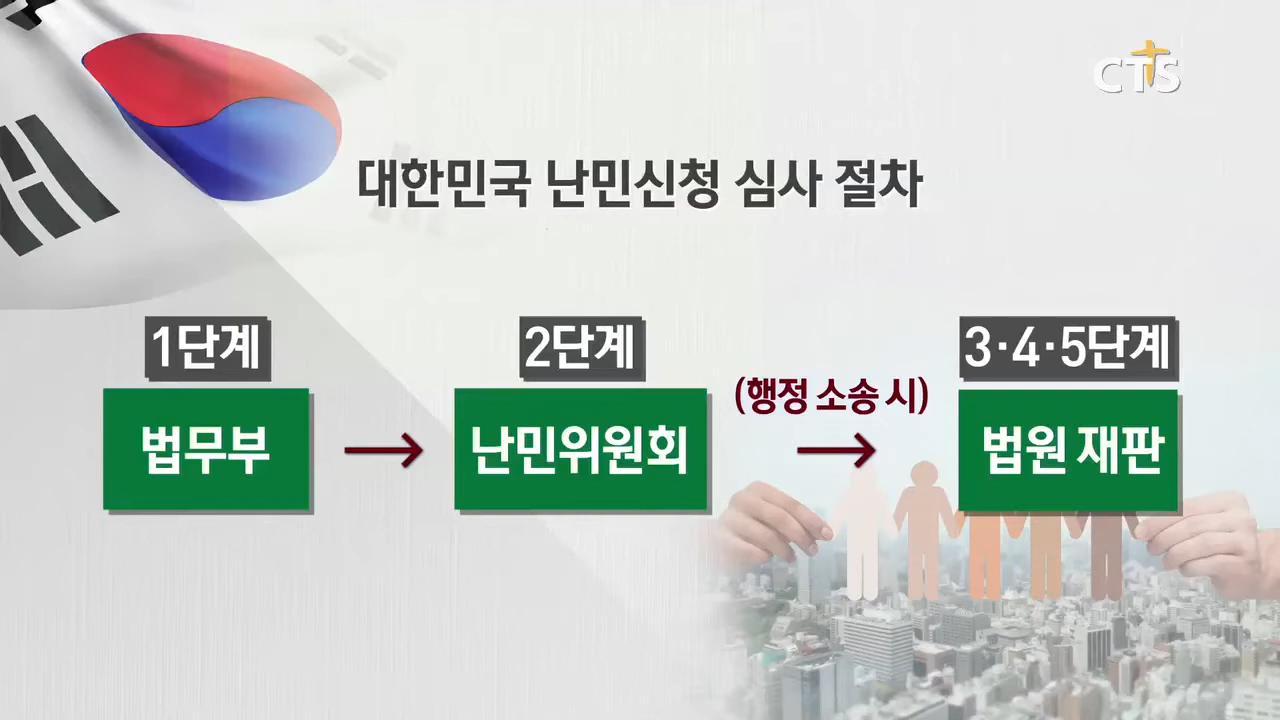 CTS
대한민국 난민신청 심사 절차
1단계
법무부
2단계
난민위원회
(행정 소송 시)
3·4·5단계
법원 재판